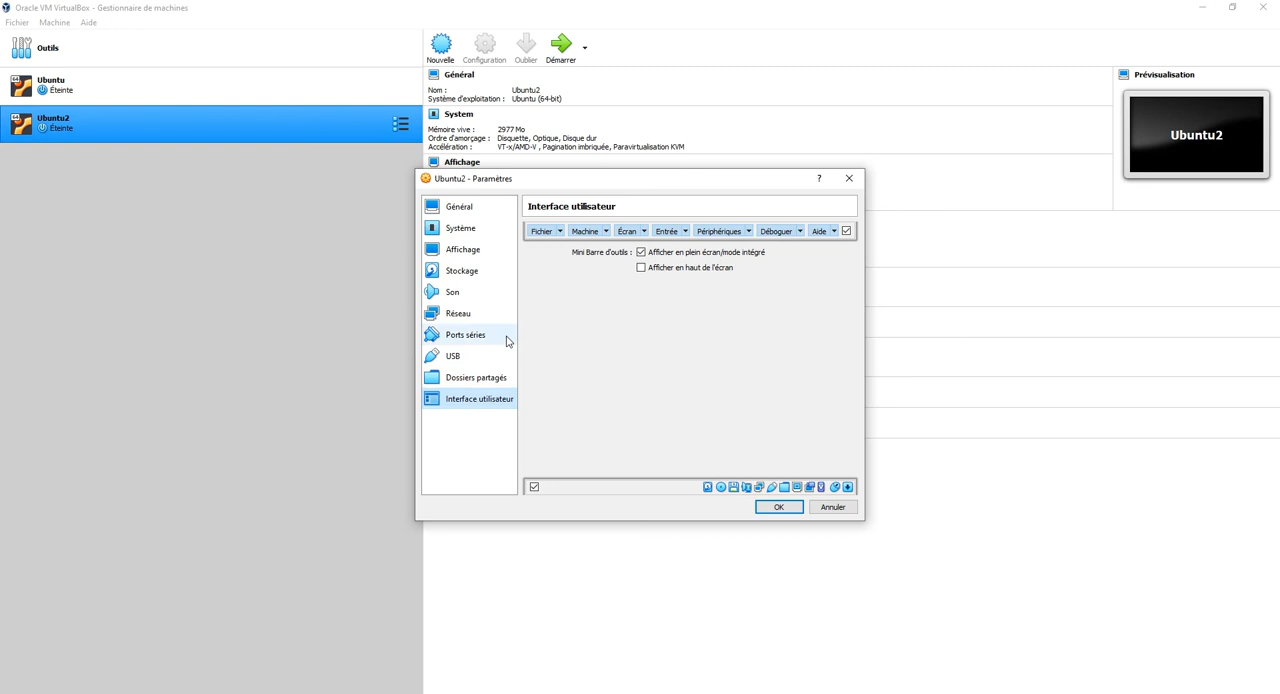 Oracle VM VirtualBox - Gestionnaire de machines
Fichier Machine Aide
Outils
Nouvelle Configuration Oublier Démarrer
64 Ubuntu
Éteinte
64 Ubuntu2
Éteinte
Général
Nom : Ubuntu2
Système d'exploitation : Ubuntu (64-bit)
System
Mémoire vive : 2977 Mo
Ordre d'amorçage : Disquette, Optique, Disque dur
Accélération : VT-x/AMD-V , Pagination imbriquée, Paravirtualisation KVM
Affichage
Prévisualisation
Ubuntu2
Ubuntu2 - Paramètres ?
Général
Système
Affichage
Stockage
Son
Réseau
Ports séries
USB
Dossiers partagés
Interface utilisateur
Interface utilisateur
Fichier Machine Écran Entrée Périphériques Déboguer Aide
Mini Barre d'outils : Afficher en plein écran/mode intégré
Afficher en haut de l'écran
OK Annuler